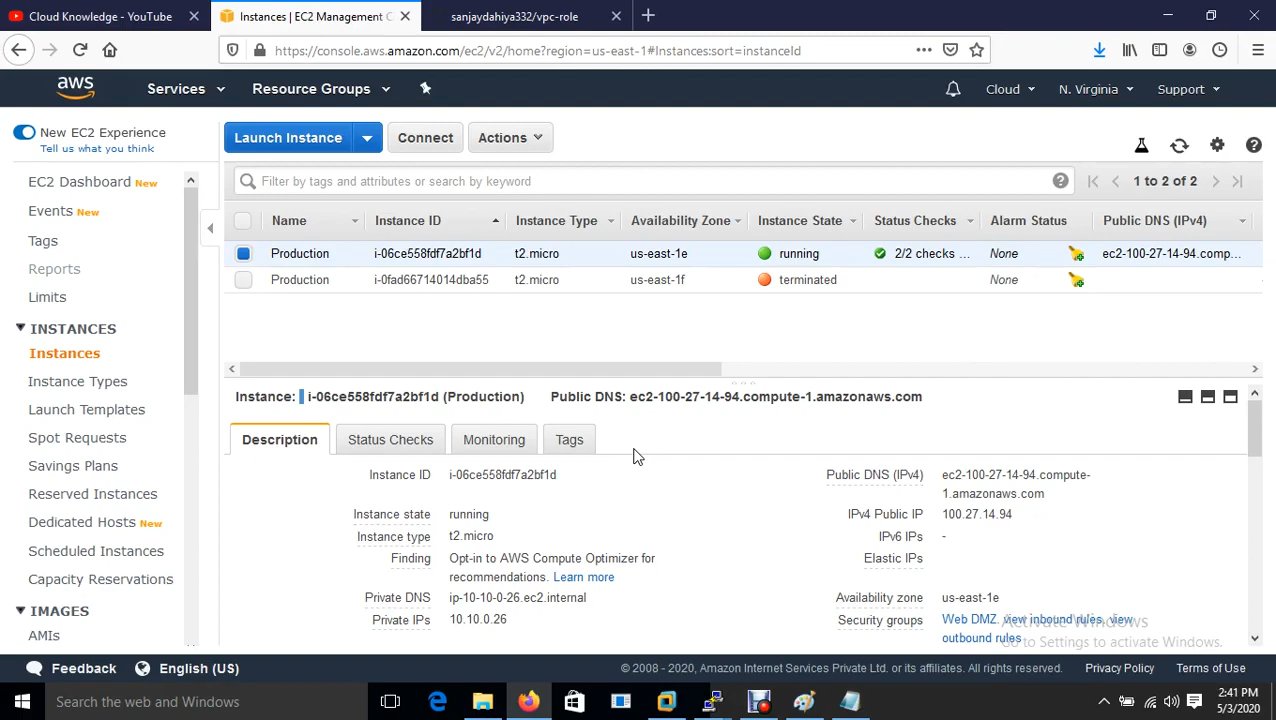 Cloud Knowledge - YouTube
Instances | EC2 Management C
sanjaydahiya332/vpc-role
https://console.aws.amazon.com/ec2/v2/home?region=us-east-1#Instances:sort=instanceId
aws
Services
Resource Groups
Cloud
N. Virginia
Support
New EC2 Experience
Tell us what you think
EC2 Dashboard New
Events New
Tags
Reports
Limits
INSTANCES
Instances
Instance Types
Launch Templates
Spot Requests
Savings Plans
Reserved Instances
Dedicated Hosts New
Scheduled Instances
Capacity Reservations
IMAGES
AMIs
Launch Instance
Connect
Actions
Filter by tags and attributes or search by keyword
1 to 2 of 2
Name Instance ID Instance Type Availability Zone Instance State Status Checks Alarm Status Public DNS (IPv4)
Production i-06ce558fdf7a2bf1d t2.micro us-east-1e running 2/2 checks ... None ec2-100-27-14-94.comp...
Production i-0fad66714014dba55 t2.micro us-east-1f terminated None
Instance: i-06ce558fdf7a2bf1d (Production) Public DNS: ec2-100-27-14-94.compute-1.amazonaws.com
Description
Status Checks
Monitoring
Tags
Instance ID i-06ce558fdf7a2bf1d
Instance state running
Instance type t2.micro
Finding Opt-in to AWS Compute Optimizer for
recommendations. Learn more
Private DNS ip-10-10-0-26.ec2.internal
Private IPs 10.10.0.26
Public DNS (IPv4) ec2-100-27-14-94.compute-
1.amazonaws.com
IPv4 Public IP 100.27.14.94
IPv6 IPs -
Elastic IPs
Availability zone us-east-1e
Security groups Web DMZ. view inbound rules. view
outbound rules
Activate Windows
Go to Settings to activate Windows.
Feedback
English (US)
© 2008 - 2020, Amazon Internet Services Private Ltd. or its affiliates. All rights reserved.
Privacy Policy
Terms of Use
Search the web and Windows
2:41 PM
5/3/2020